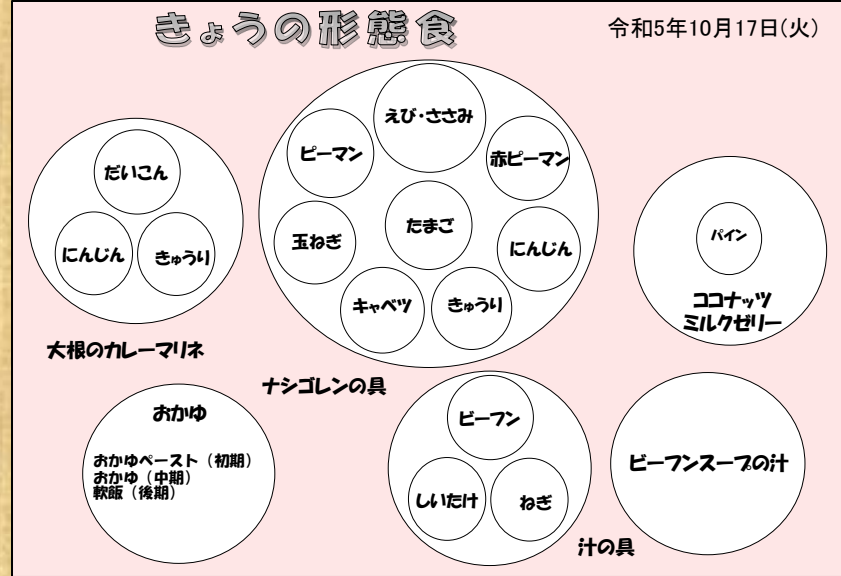 きょうの形態食
令和5年10月17日(火)
えび・ささみ
ピーマン
赤ピーマン
玉ねぎ
たまご
にんじん
キャベツ
きゅうり
ナシゴレンの具
だいこん
にんじん
きゅうり
大根のカレーマリネ
パイン
ココナッツ
ミルクゼリー
おかゆ
おかゆペースト（初期）
おかゆ（中期）
軟飯（後期）
ビーフン
しいたけ
ねぎ
汁の具
ビーフンスープの汁